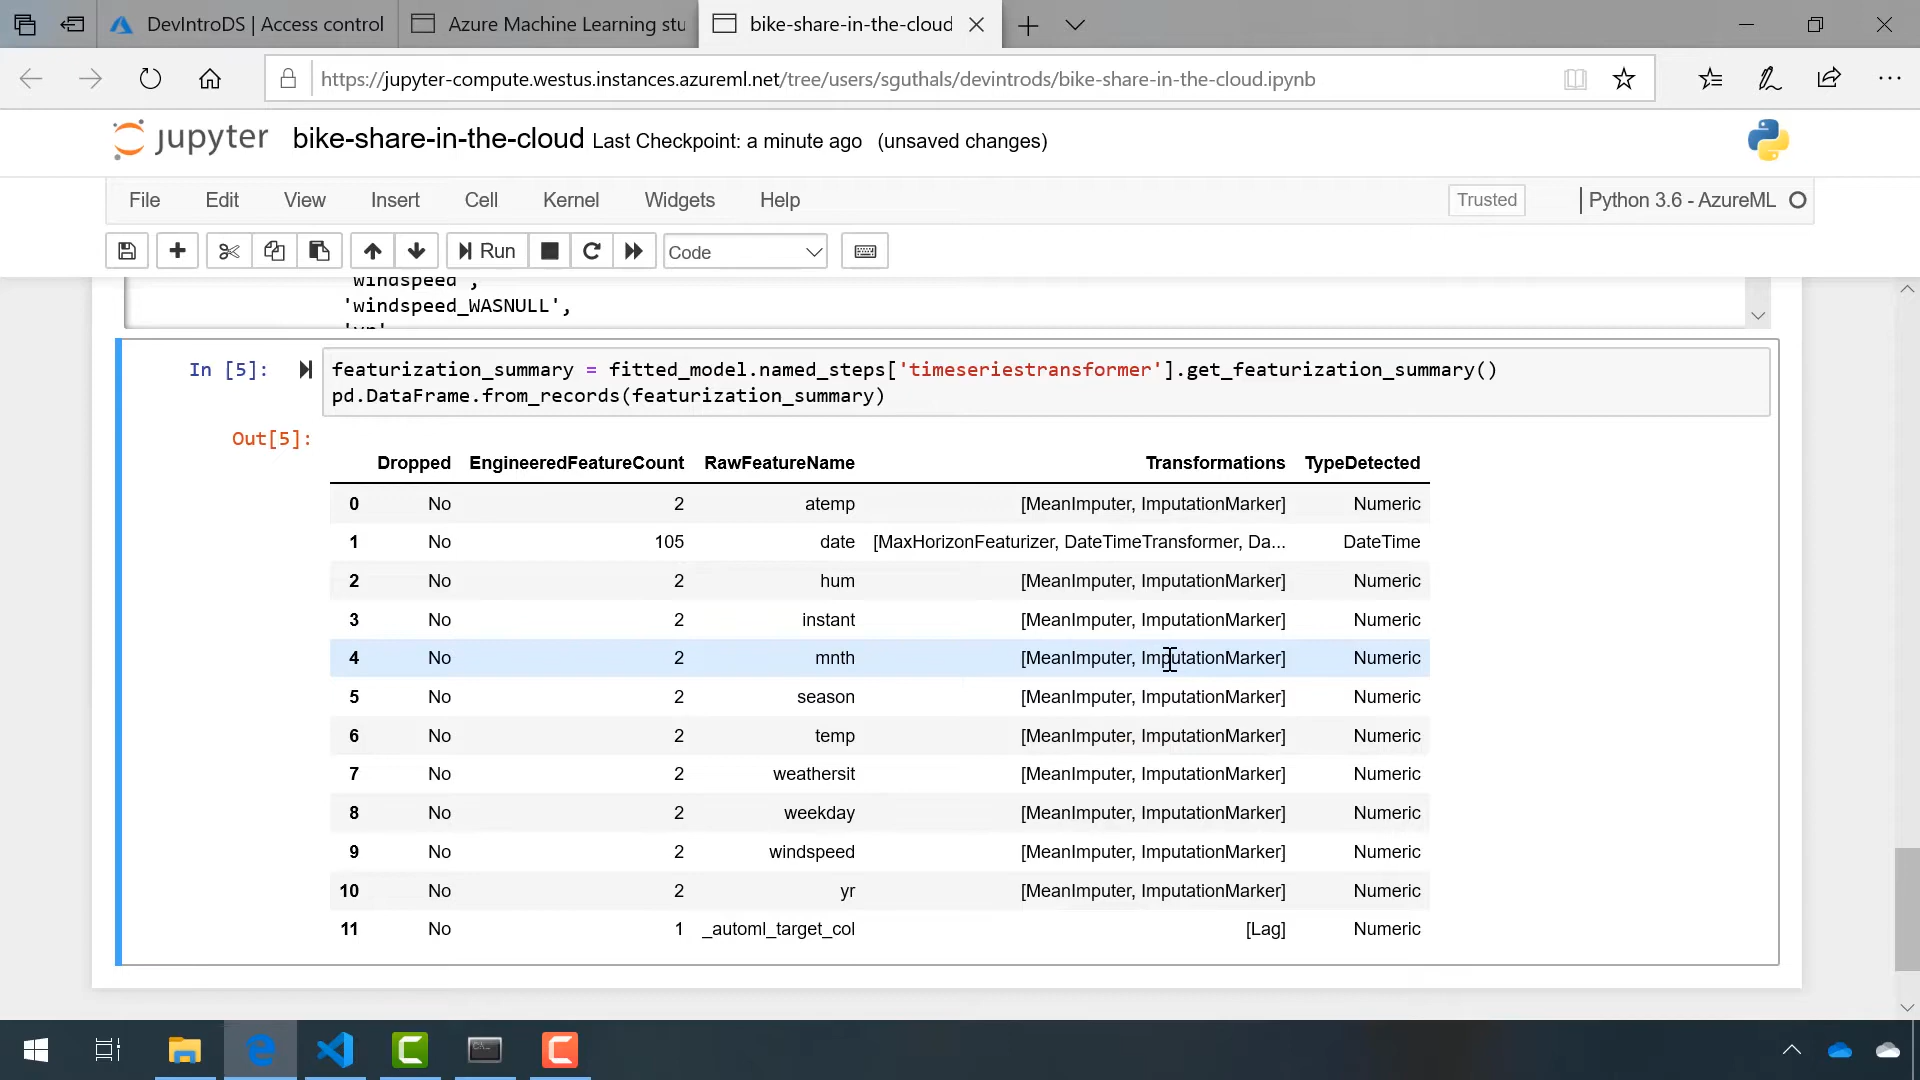 DevIntroDS | Access control
Azure Machine Learning stu
bike-share-in-the-cloud
https://jupyter-compute.westus.instances.azureml.net/tree/users/sguthals/devintrods/bike-share-in-the-cloud.ipynb
jupyter bike-share-in-the-cloud Last Checkpoint: a minute ago (unsaved changes)
File Edit View Insert Cell Kernel Widgets Help Trusted Python 3.6 - AzureML
Run Code
'windspeed',
'windspeed_WASNULL',
'yr'
In [5]: featurization_summary = fitted_model.named_steps['timeseriestransformer'].get_featurization_summary()
pd.DataFrame.from_records(featurization_summary)
Out[5]:
Dropped EngineeredFeatureCount RawFeatureName Transformations TypeDetected
0 No 2 atemp [MeanImputer, ImputationMarker] Numeric
1 No 105 date [MaxHorizonFeaturizer, DateTimeTransformer, Da... DateTime
2 No 2 hum [MeanImputer, ImputationMarker] Numeric
3 No 2 instant [MeanImputer, ImputationMarker] Numeric
4 No 2 mnth [MeanImputer, ImputationMarker] Numeric
5 No 2 season [MeanImputer, ImputationMarker] Numeric
6 No 2 temp [MeanImputer, ImputationMarker] Numeric
7 No 2 weathersit [MeanImputer, ImputationMarker] Numeric
8 No 2 weekday [MeanImputer, ImputationMarker] Numeric
9 No 2 windspeed [MeanImputer, ImputationMarker] Numeric
10 No 2 yr [MeanImputer, ImputationMarker] Numeric
11 No 1 _automl_target_col [Lag] Numeric